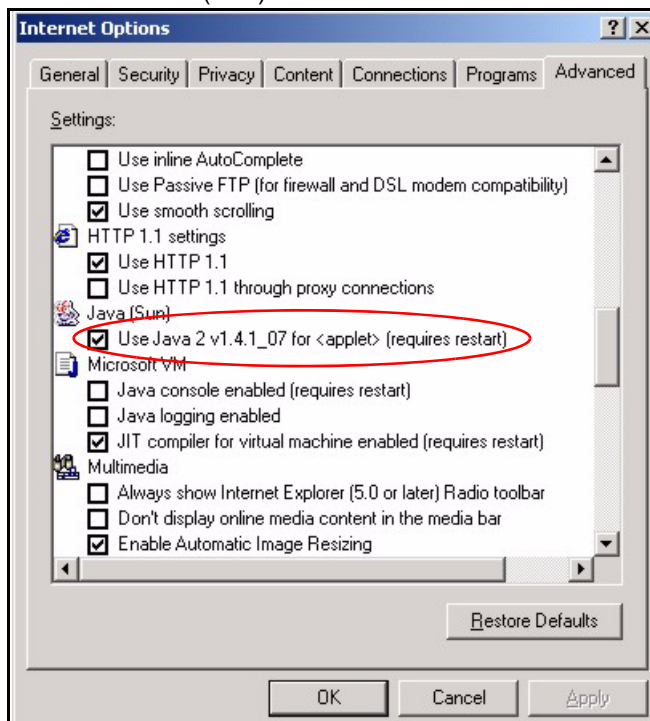 Internet Options
General Security Privacy Content Connections Programs Advanced
Settings:
Use inline AutoComplete
Use Passive FTP (for firewall and DSL modem compatibility)
Use smooth scrolling
HTTP 1.1 settings
Use HTTP 1.1
Use HTTP 1.1 through proxy connections
Java (Sun)
Use Java 2 v1.4.1_07 for <applet> (requires restart)
Microsoft VM
Java console enabled (requires restart)
Java logging enabled
JIT compiler for virtual machine enabled (requires restart)
Multimedia
Always show Internet Explorer (5.0 or later) Radio toolbar
Don't display online media content in the media bar
Enable Automatic Image Resizing
Restore Defaults
OK Cancel Apply